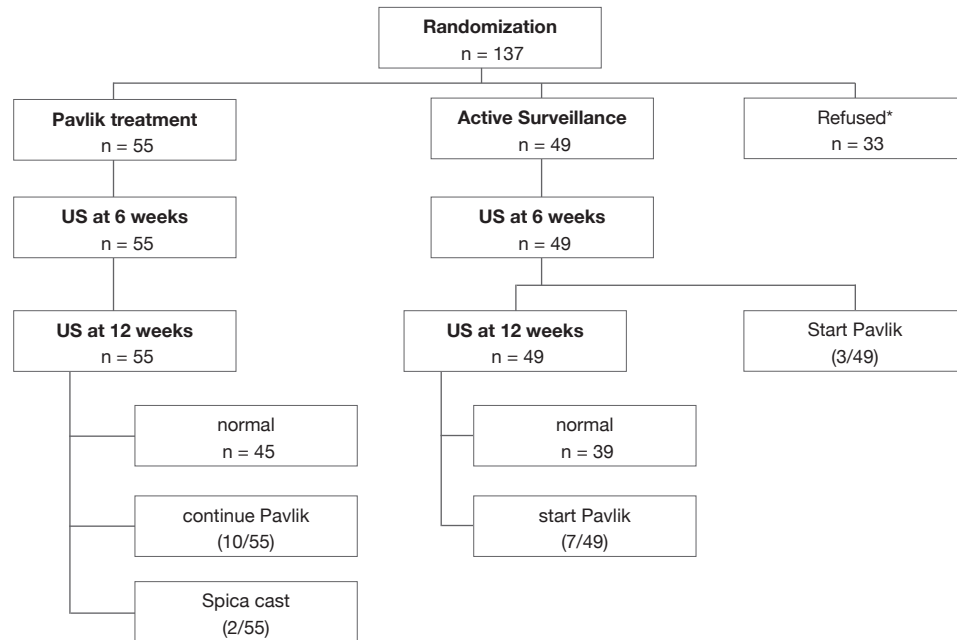 Randomization
n = 137
Pavlik treatment
n = 55
Active Surveillance
n = 49
Refused*
n = 33
US at 6 weeks
n = 55
US at 6 weeks
n = 49
US at 12 weeks
n = 55
US at 12 weeks
n = 49
Start Pavlik
(3/49)
normal
n = 45
normal
n = 39
continue Pavlik
(10/55)
start Pavlik
(7/49)
Spica cast
(2/55)